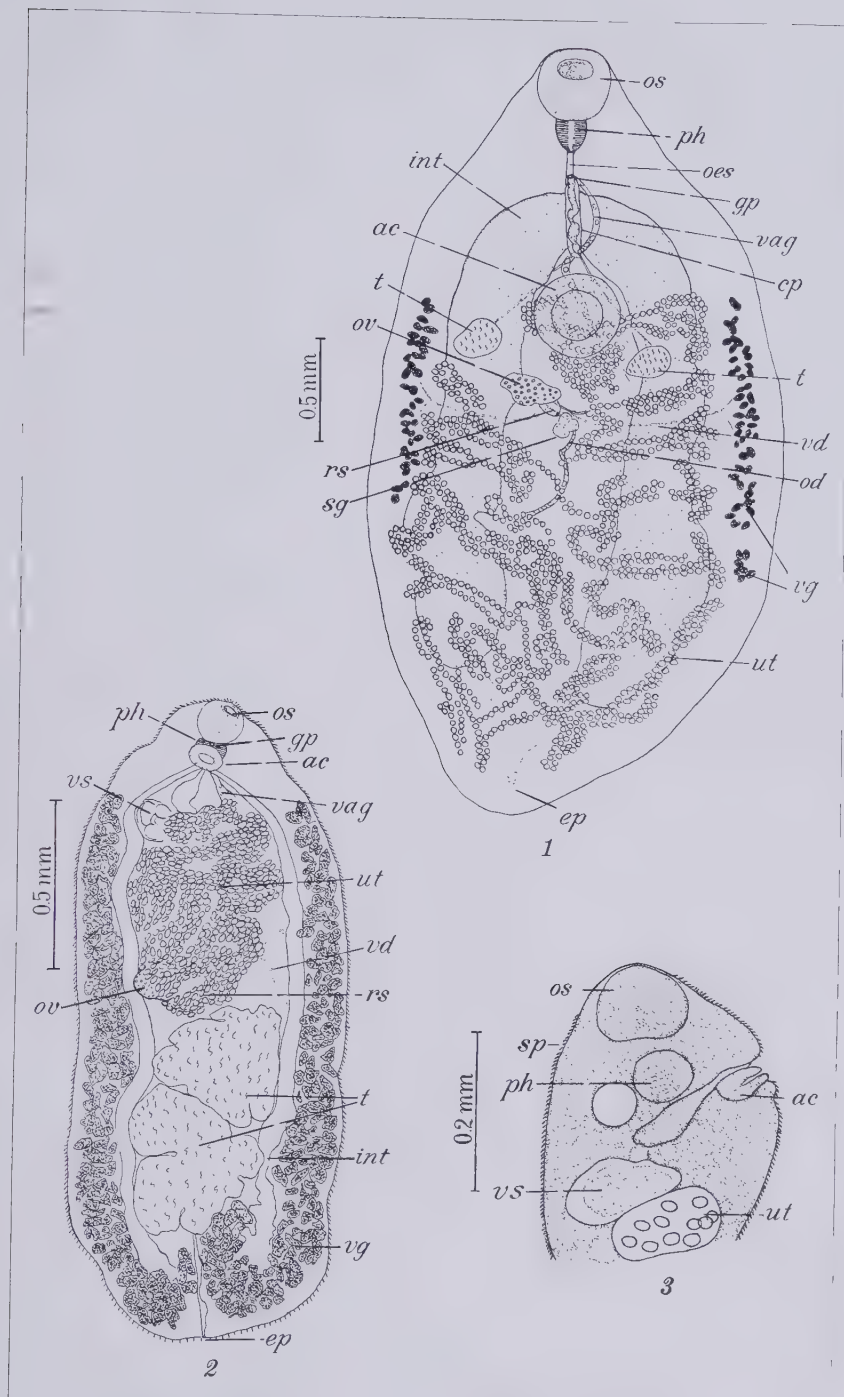 os
ph
oes
int
gp
ac
vag
cp
t
ov
t
0.5 mm
vd
rs
od
sg
vg
ut
ep
1
os
ph
gp
ac
vs
vag
0.5 mm
ut
vd
ov
rs
t
int
vg
ep
2
os
sp
ph
ac
0.2 mm
vs
ut
3